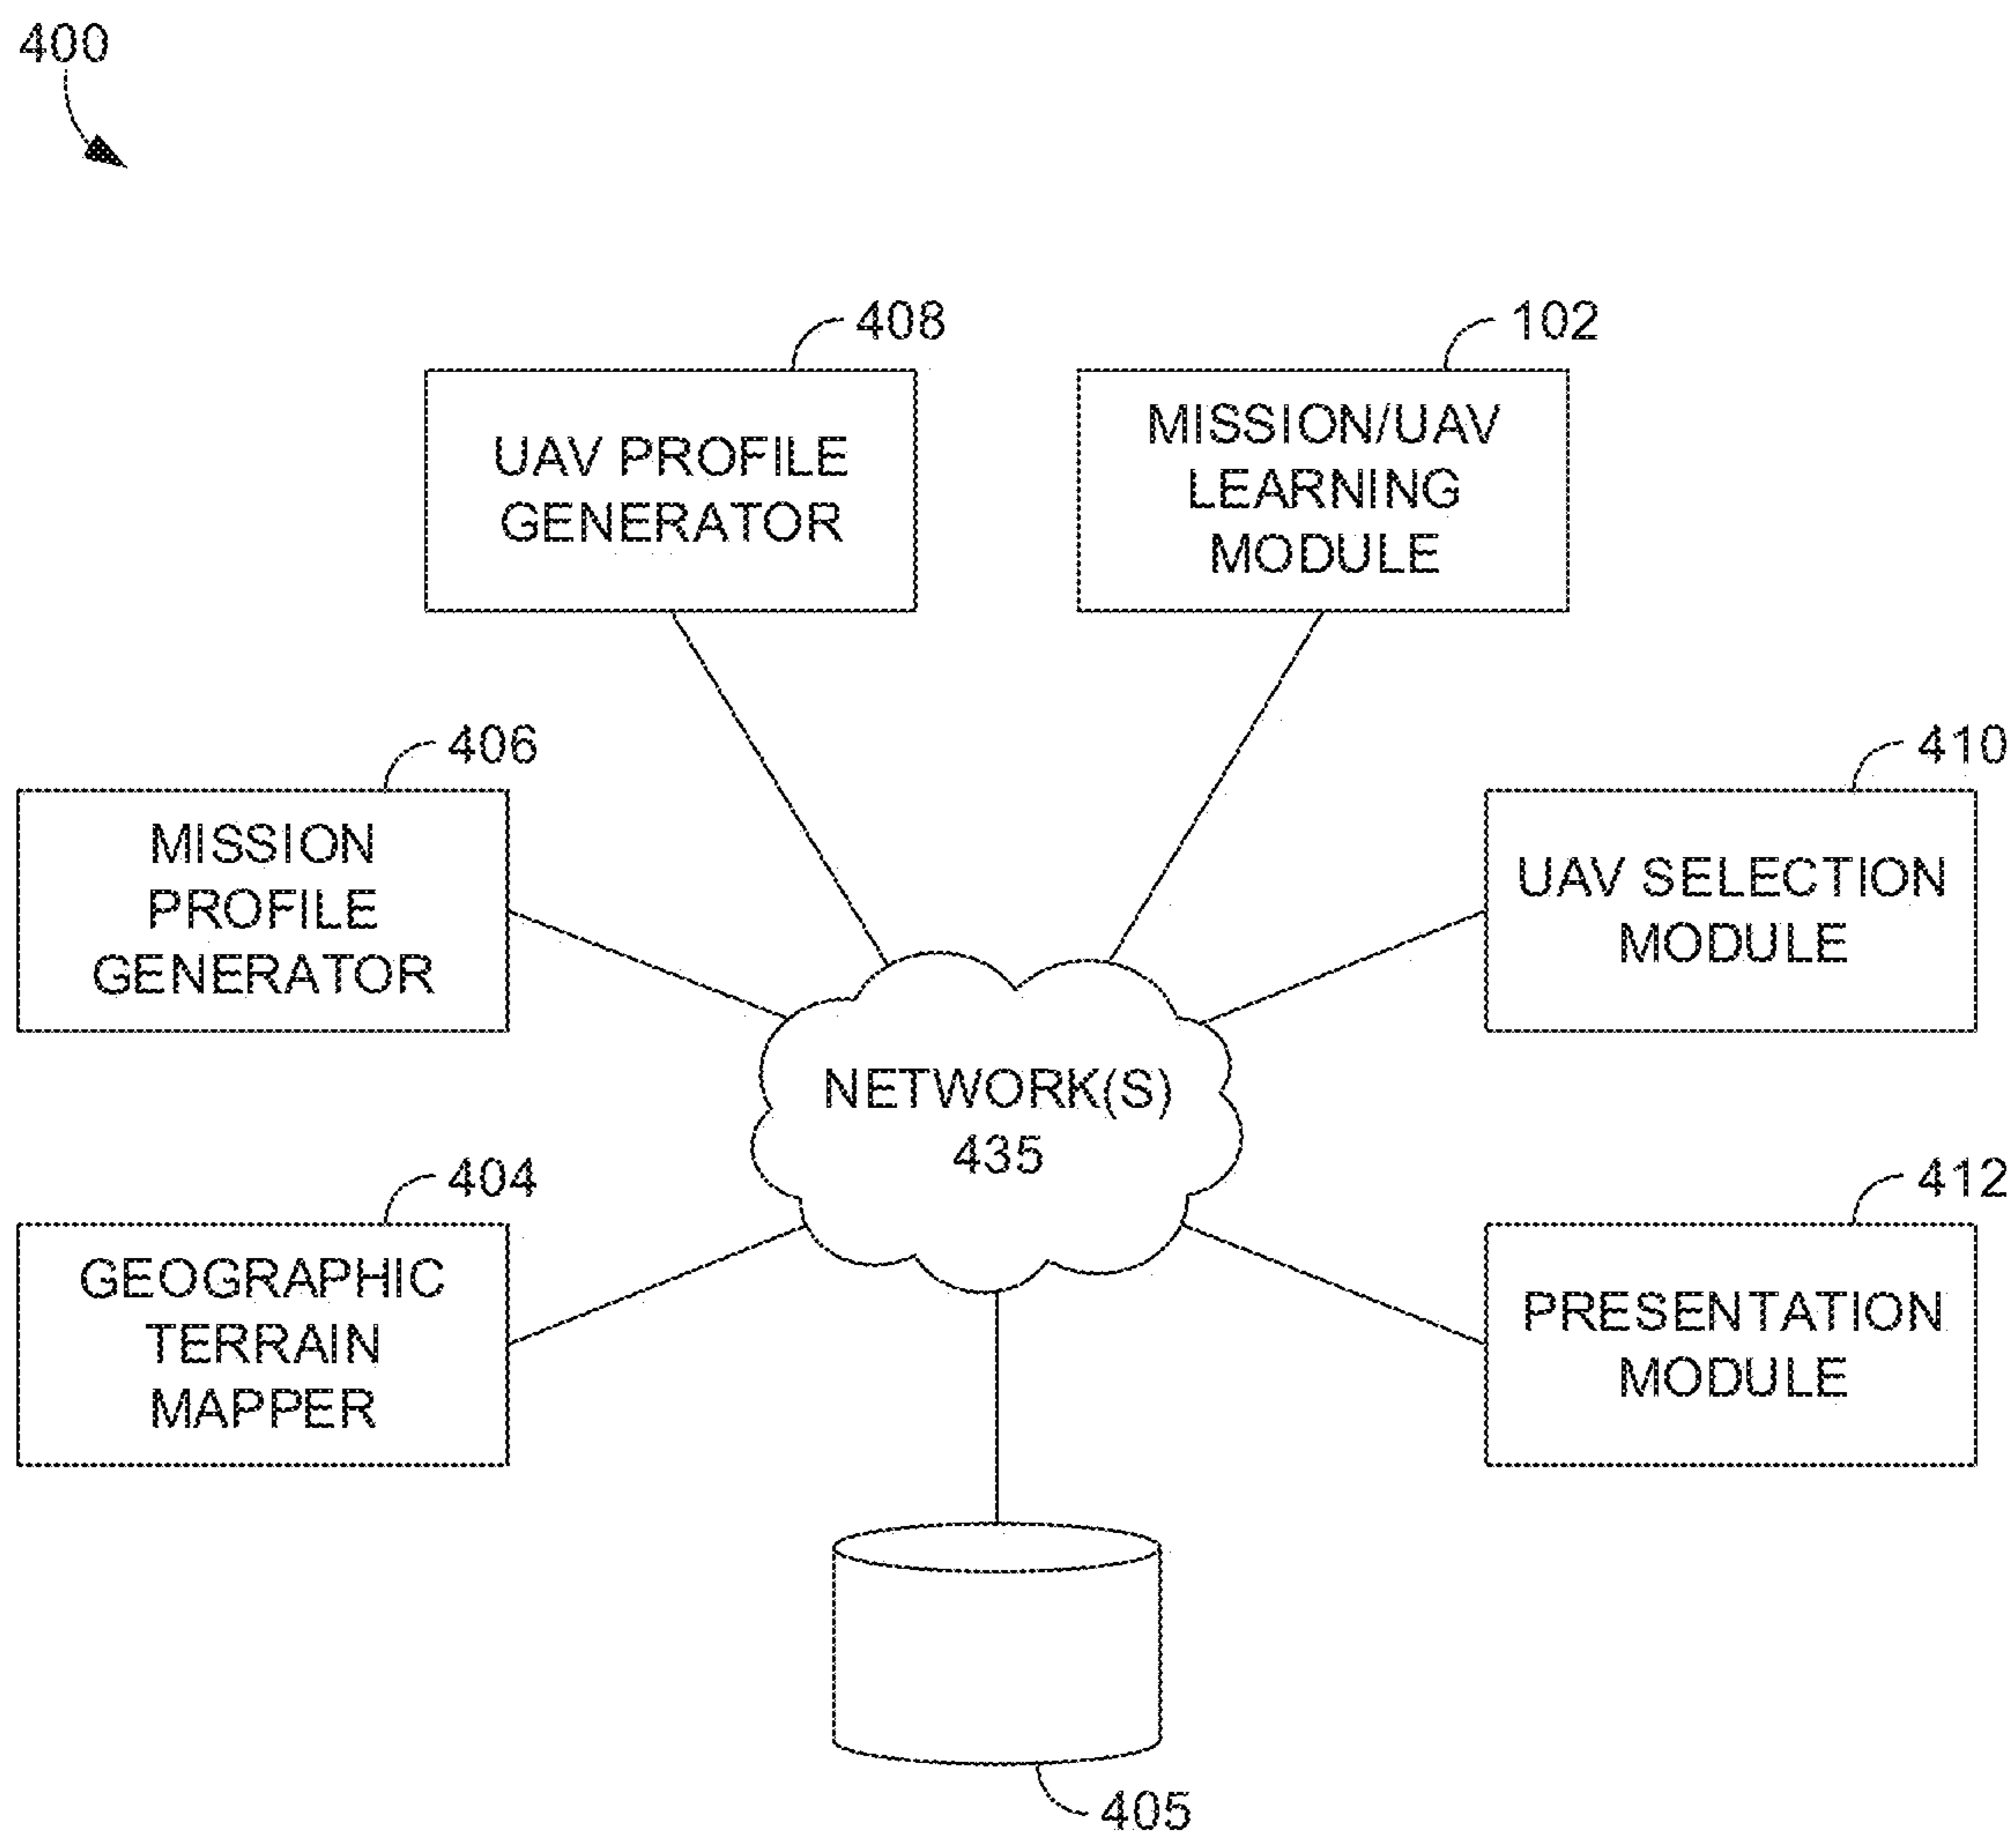 400
408
102
UAV PROFILE
GENERATOR
MISSION/UAV
LEARNING
MODULE
406
410
MISSION
PROFILE
GENERATOR
UAV SELECTION
MODULE
NETWORK(S)
435
404
412
GEOGRAPHIC
TERRAIN
MAPPER
PRESENTATION
MODULE
405